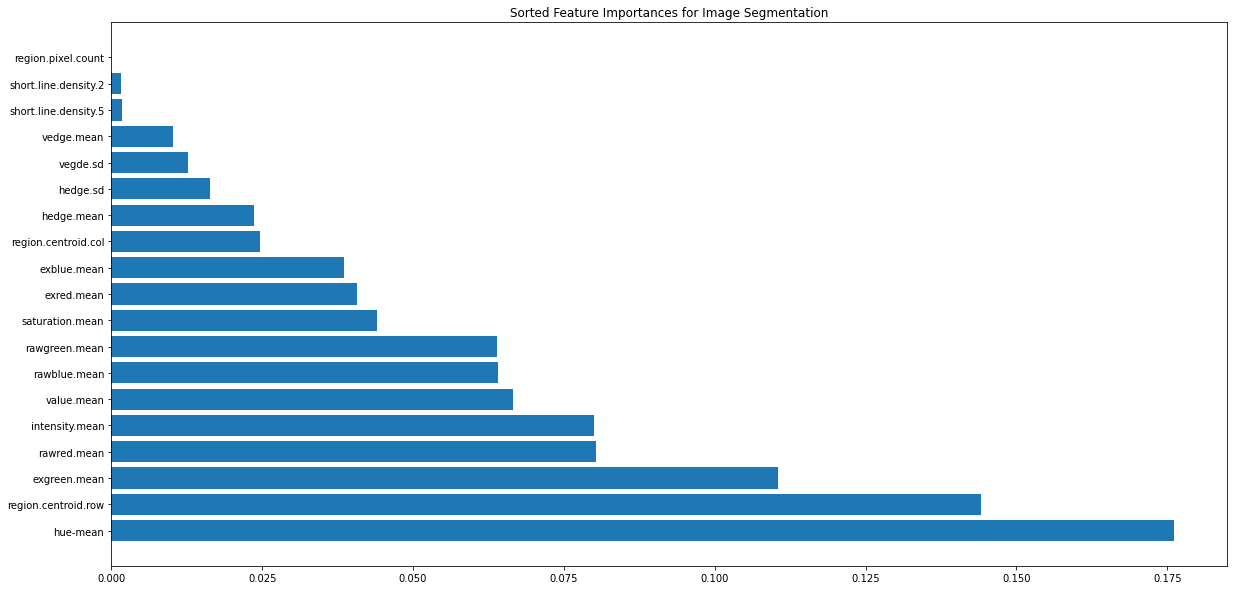 Sorted Feature Importances for Image Segmentation
region.pixel.count
short.line.density.2
short.line.density.5
vedge.mean
vegde.sd
hedge.sd
hedge.mean
region.centroid.col
exblue.mean
exred.mean
saturation.mean
rawgreen.mean
rawblue.mean
value.mean
intensity.mean
rawred.mean
exgreen.mean
region.centroid.row
hue-mean
0.000 0.025 0.050 0.075 0.100 0.125 0.150 0.175